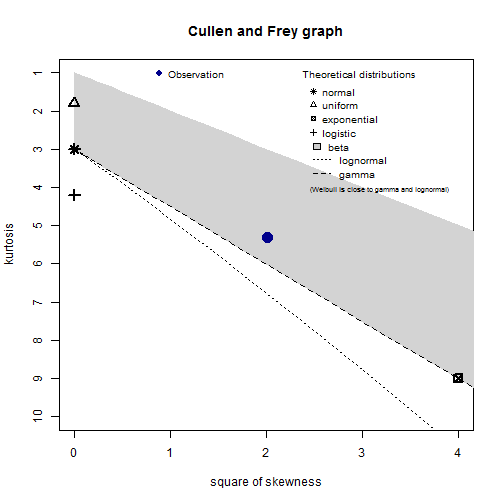 Cullen and Frey graph
Observation
Theoretical distributions
normal
uniform
exponential
logistic
beta
lognormal
gamma
(Weibull is close to gamma and lognormal)
kurtosis
1
2
3
4
5
6
7
8
9
10
0 1 2 3 4
square of skewness